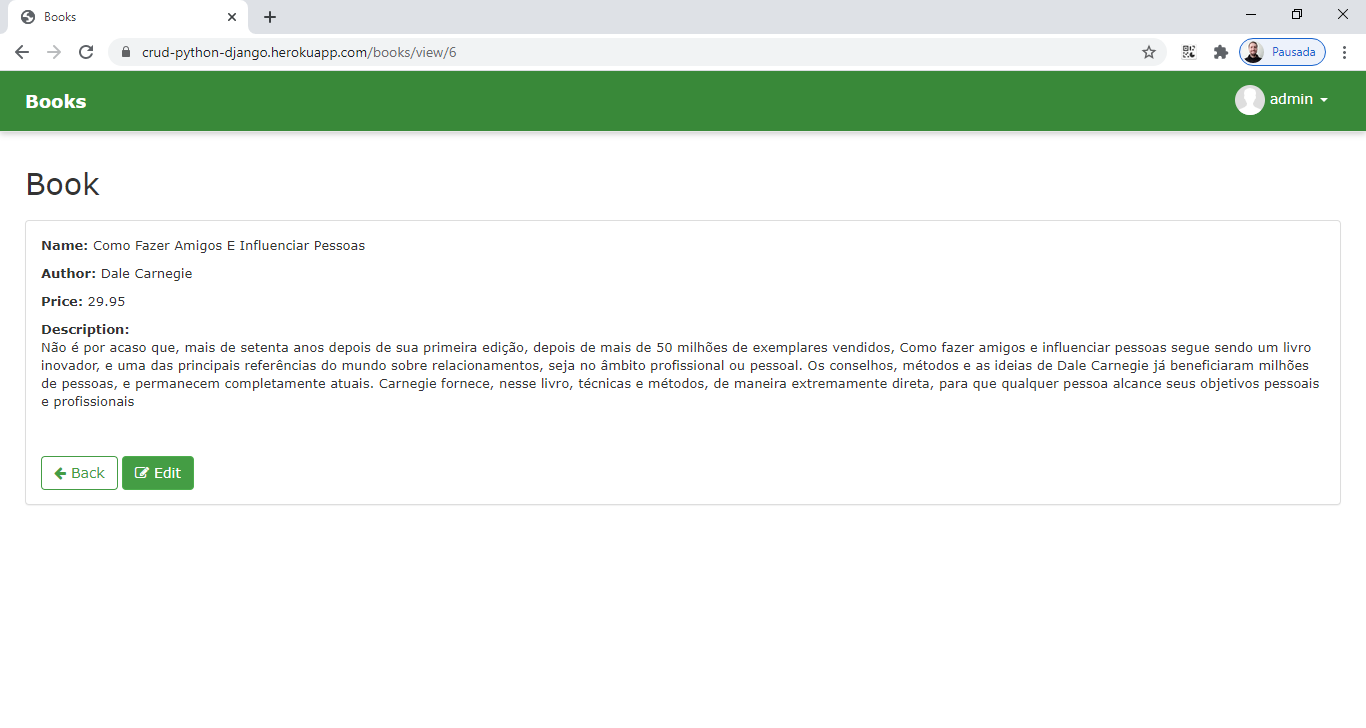 Books
crud-python-django.herokuapp.com/books/view/6
Pausada
Books
admin
Book
Name: Como Fazer Amigos E Influenciar Pessoas
Author: Dale Carnegie
Price: 29.95
Description:
Não é por acaso que, mais de setenta anos depois de sua primeira edição, depois de mais de 50 milhões de exemplares vendidos, Como fazer amigos e influenciar pessoas segue sendo um livro
inovador, e uma das principais referências do mundo sobre relacionamentos, seja no âmbito profissional ou pessoal. Os conselhos, métodos e as ideias de Dale Carnegie já beneficiaram milhões
de pessoas, e permanecem completamente atuais. Carnegie fornece, nesse livro, técnicas e métodos, de maneira extremamente direta, para que qualquer pessoa alcance seus objetivos pessoais
e profissionais
Back Edit